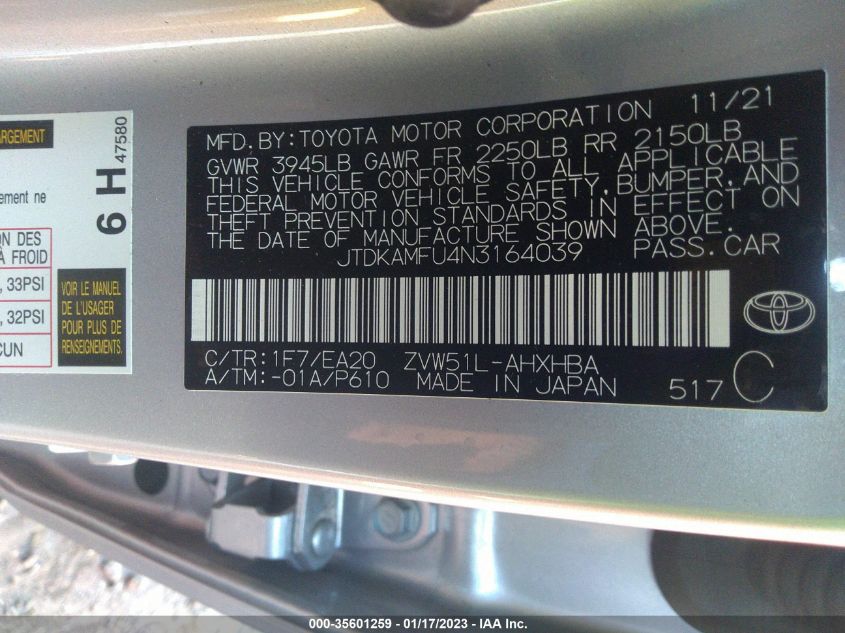 ARGEMENT
ement ne
ON DES
À FROID
, 33PSI
, 32PSI
CUN
6 H
47580
VOIR LE MANUEL
DE L'USAGER
POUR PLUS DE
RENSEIGNEMENTS
MFD.BY:TOYOTA MOTOR CORPORATION 11/21
GVWR 3945LB GAWR FR 2250LB RR 2150LB
THIS VEHICLE CONFORMS TO ALL APPLICABLE
FEDERAL MOTOR VEHICLE SAFETY,BUMPER,AND
THEFT PREVENTION STANDARDS IN EFFECT ON
THE DATE OF MANUFACTURE SHOWN ABOVE.
JTDKAMFU4N3164039 PASS.CAR
C/TR:1F7/EA20 ZVW51L-AHXHBA
A/TM:-01A/P610 MADE IN JAPAN 517 C
000-35601259 - 01/17/2023 - IAA Inc.